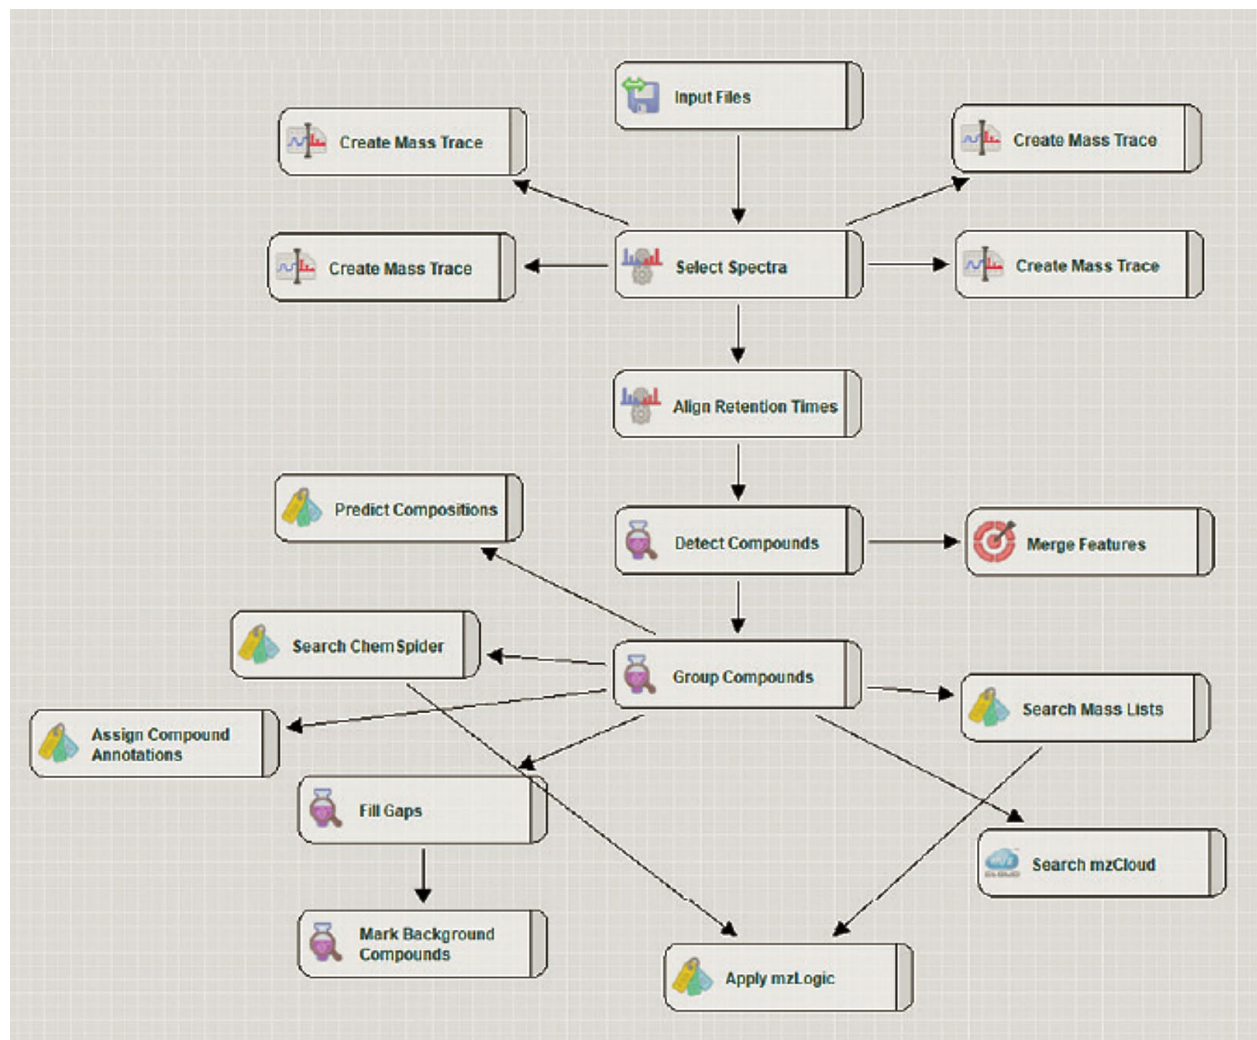 Input Files
Create Mass Trace
Create Mass Trace
Create Mass Trace
Select Spectra
Create Mass Trace
Align Retention Times
Predict Compositions
Detect Compounds
Merge Features
Search ChemSpider
Group Compounds
Search Mass Lists
Assign Compound
Annotations
Fill Gaps
Search mzCloud
Mark Background
Compounds
Apply mzLogic